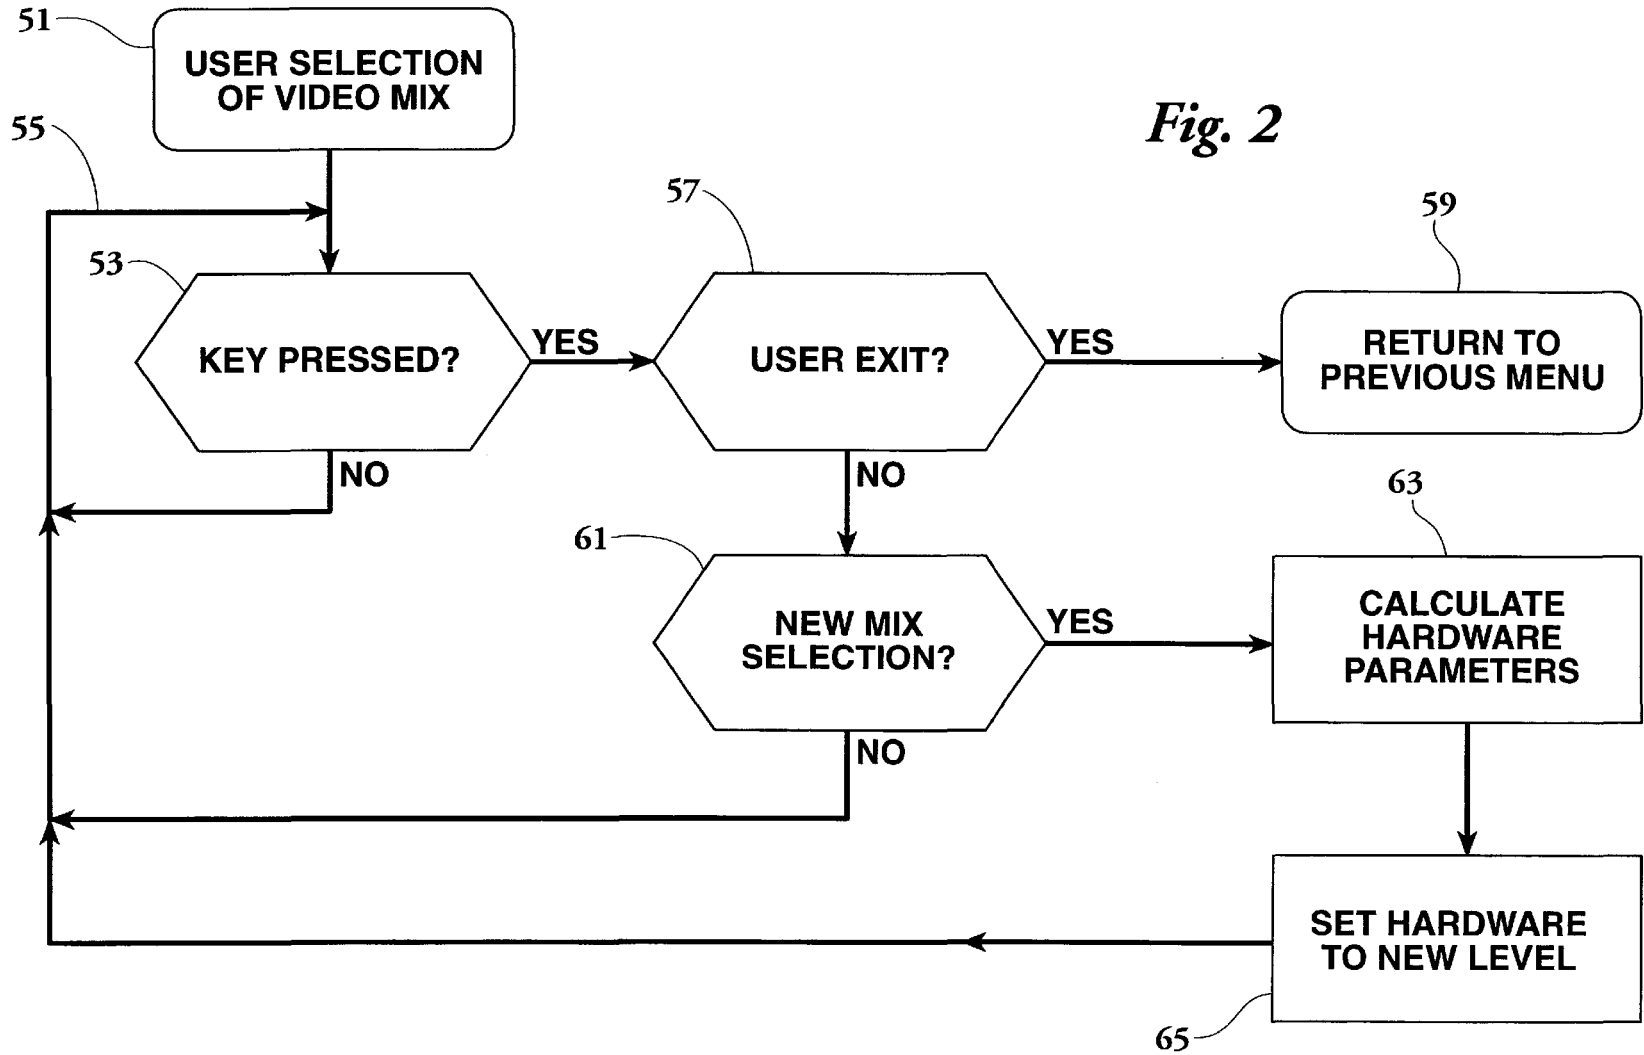 51
USER SELECTION
OF VIDEO MIX
Fig. 2
55
53
KEY PRESSED?
YES
NO
57
USER EXIT?
YES
NO
59
RETURN TO
PREVIOUS MENU
61
NEW MIX
SELECTION?
YES
NO
63
CALCULATE
HARDWARE
PARAMETERS
SET HARDWARE
TO NEW LEVEL
65